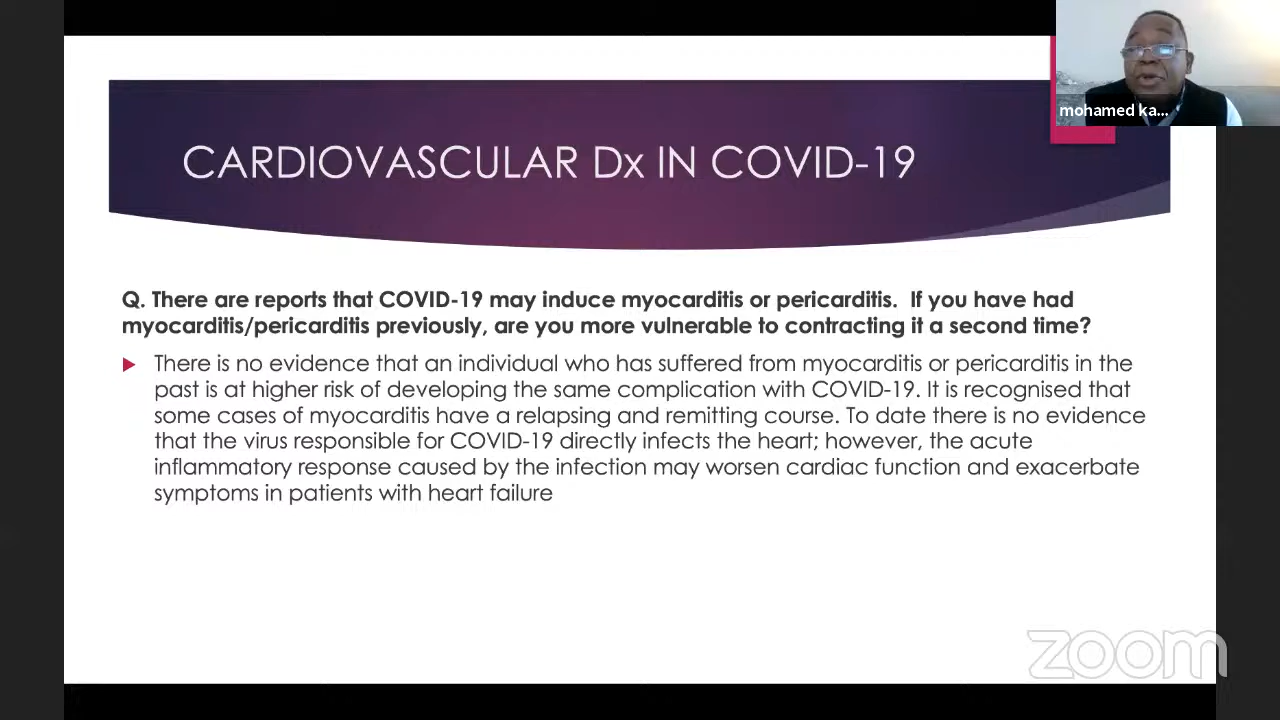 mohamed ka...
CARDIOVASCULAR Dx IN COVID-19
Q. There are reports that COVID-19 may induce myocarditis or pericarditis.  If you have had
myocarditis/pericarditis previously, are you more vulnerable to contracting it a second time?
There is no evidence that an individual who has suffered from myocarditis or pericarditis in the
past is at higher risk of developing the same complication with COVID-19. It is recognised that
some cases of myocarditis have a relapsing and remitting course. To date there is no evidence
that the virus responsible for COVID-19 directly infects the heart; however, the acute
inflammatory response caused by the infection may worsen cardiac function and exacerbate
symptoms in patients with heart failure
zoom